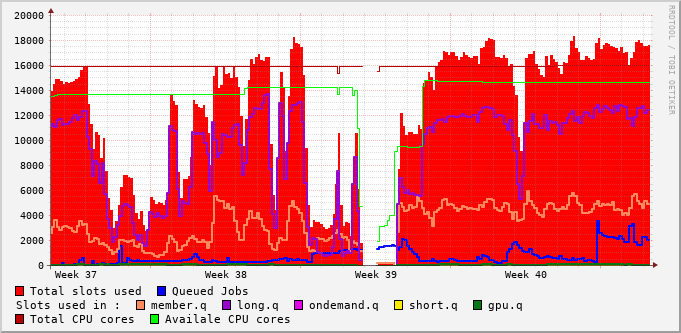 20000
18000
16000
14000
12000
10000
8000
6000
4000
2000
0
Week 37 Week 38 Week 39 Week 40
Total slots used Queued Jobs
Slots used in : member.q long.q ondemand.q short.q gpu.q
Total CPU cores Availale CPU cores
RRDTOOL / TOBI OETIKER